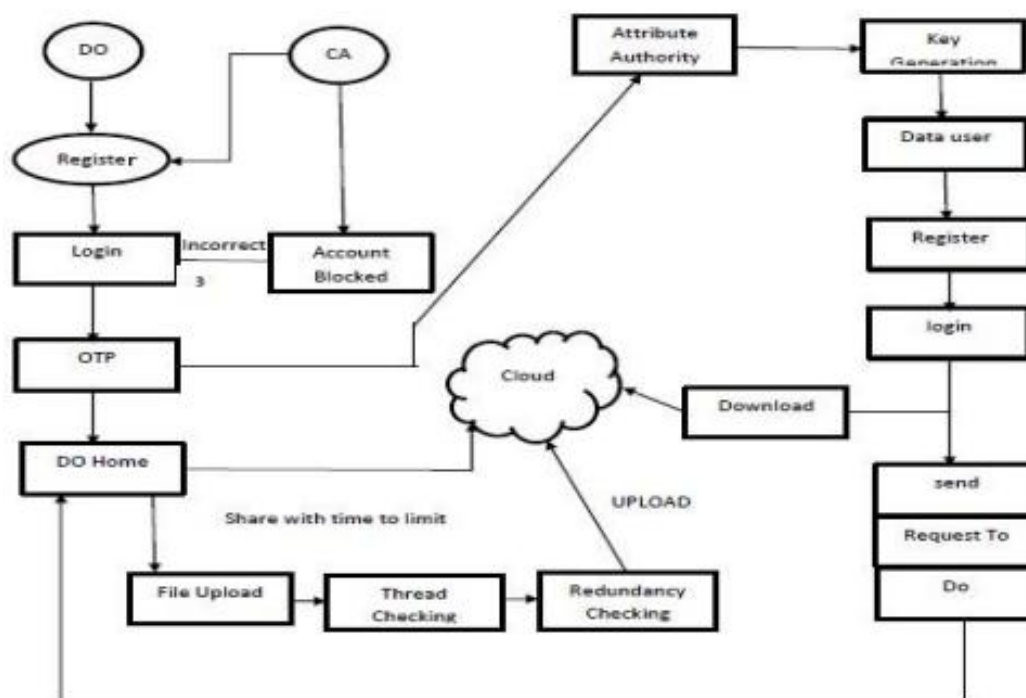 DO
CA
Attribute
Authority
Key
Generation
Register
Data user
Login
Incorrect
3
Account
Blocked
Register
OTP
Cloud
login
Download
DO Home
send
Share with time to limit
UPLOAD
Request To
File Upload
Thread
Checking
Redundancy
Checking
Do